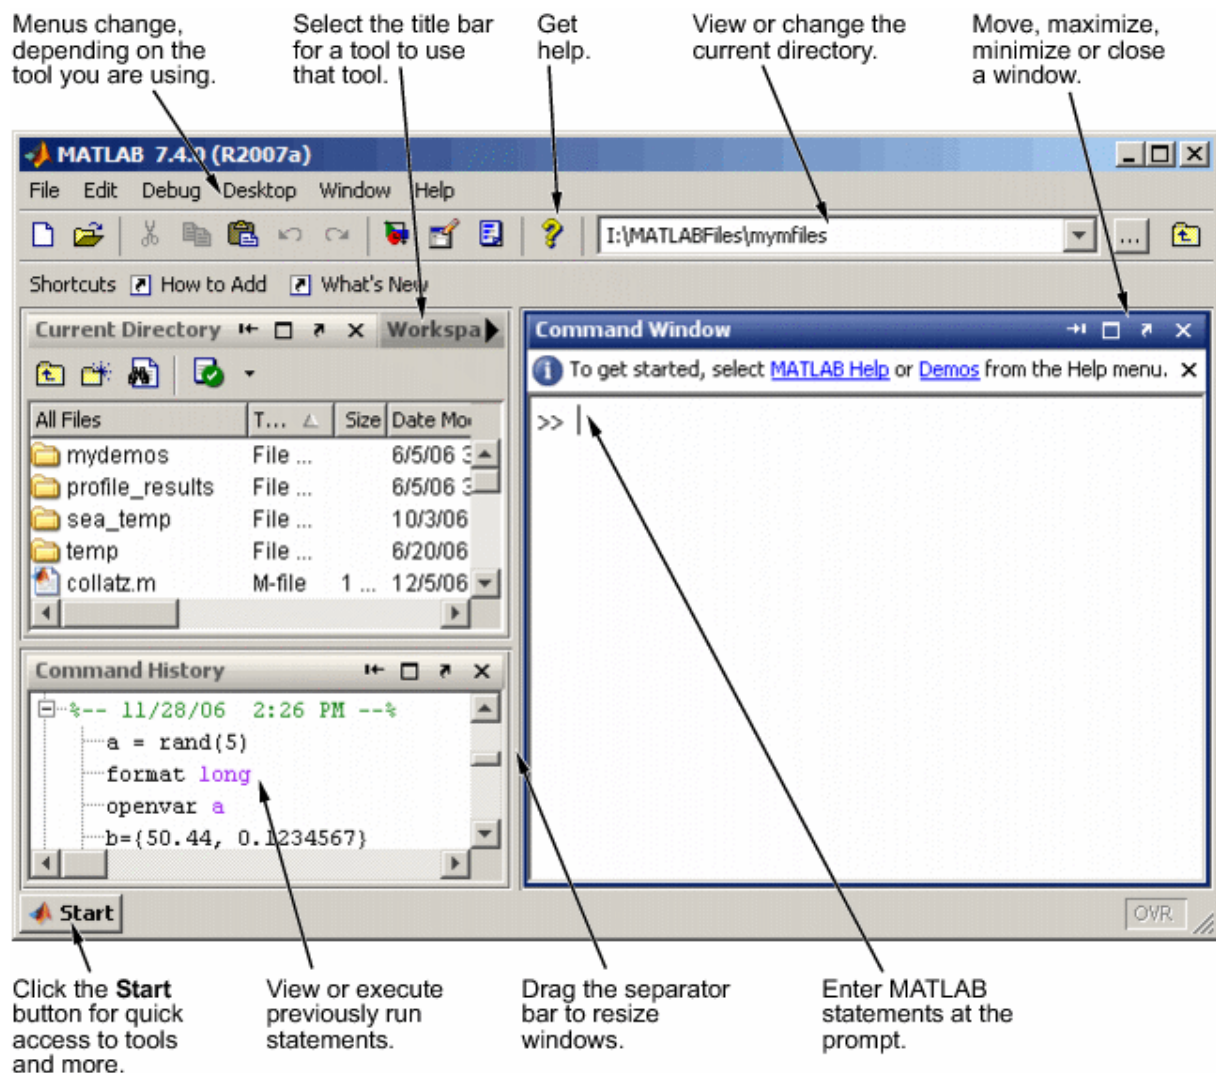 Menus change,
depending on the
tool you are using.
Select the title bar
for a tool to use
that tool.
Get
help.
View or change the
current directory.
Move, maximize,
minimize or close
a window.
MATLAB 7.4.0 (R2007a)
File Edit Debug Desktop Window Help
I:\MATLABFiles\mymfiles
...
Shortcuts How to Add What's New
Current Directory Workspa
All Files T... Size Date Mo
mydemos File ... 6/5/06 3
profile_results File ... 6/5/06 3
sea_temp File ... 10/3/06
temp File ... 6/20/06
collatz.m M-file 1 ... 12/5/06
Command History
%-- 11/28/06 2:26 PM --%
a = rand(5)
format long
openvar a
b={50.44, 0.1234567}
Command Window
To get started, select MATLAB Help or Demos from the Help menu.
>>
Start
OVR
Click the Start
button for quick
access to tools
and more.
View or execute
previously run
statements.
Drag the separator
bar to resize
windows.
Enter MATLAB
statements at the
prompt.